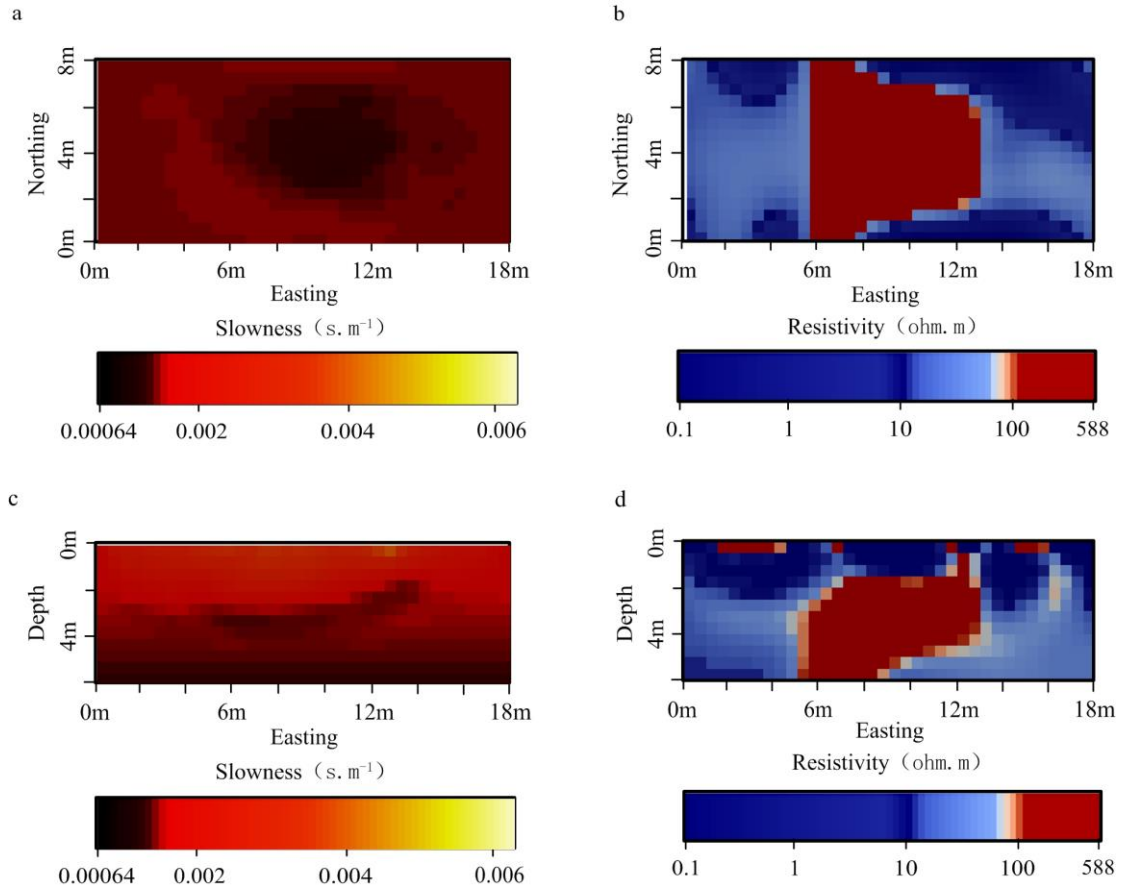 a
b
8m
4m
0m
Northing
0m 6m 12m 18m
Easting
Slowness（s.m⁻¹）
0.00064 0.002 0.004 0.006
8m
4m
0m
Northing
0m 6m 12m 18m
Easting
Resistivity（ohm.m）
0.1 1 10 100 588
c
d
0m
4m
Depth
0m 6m 12m 18m
Easting
Slowness（s.m⁻¹）
0.00064 0.002 0.004 0.006
0m
4m
Depth
0m 6m 12m 18m
Easting
Resistivity（ohm.m）
0.1 1 10 100 588